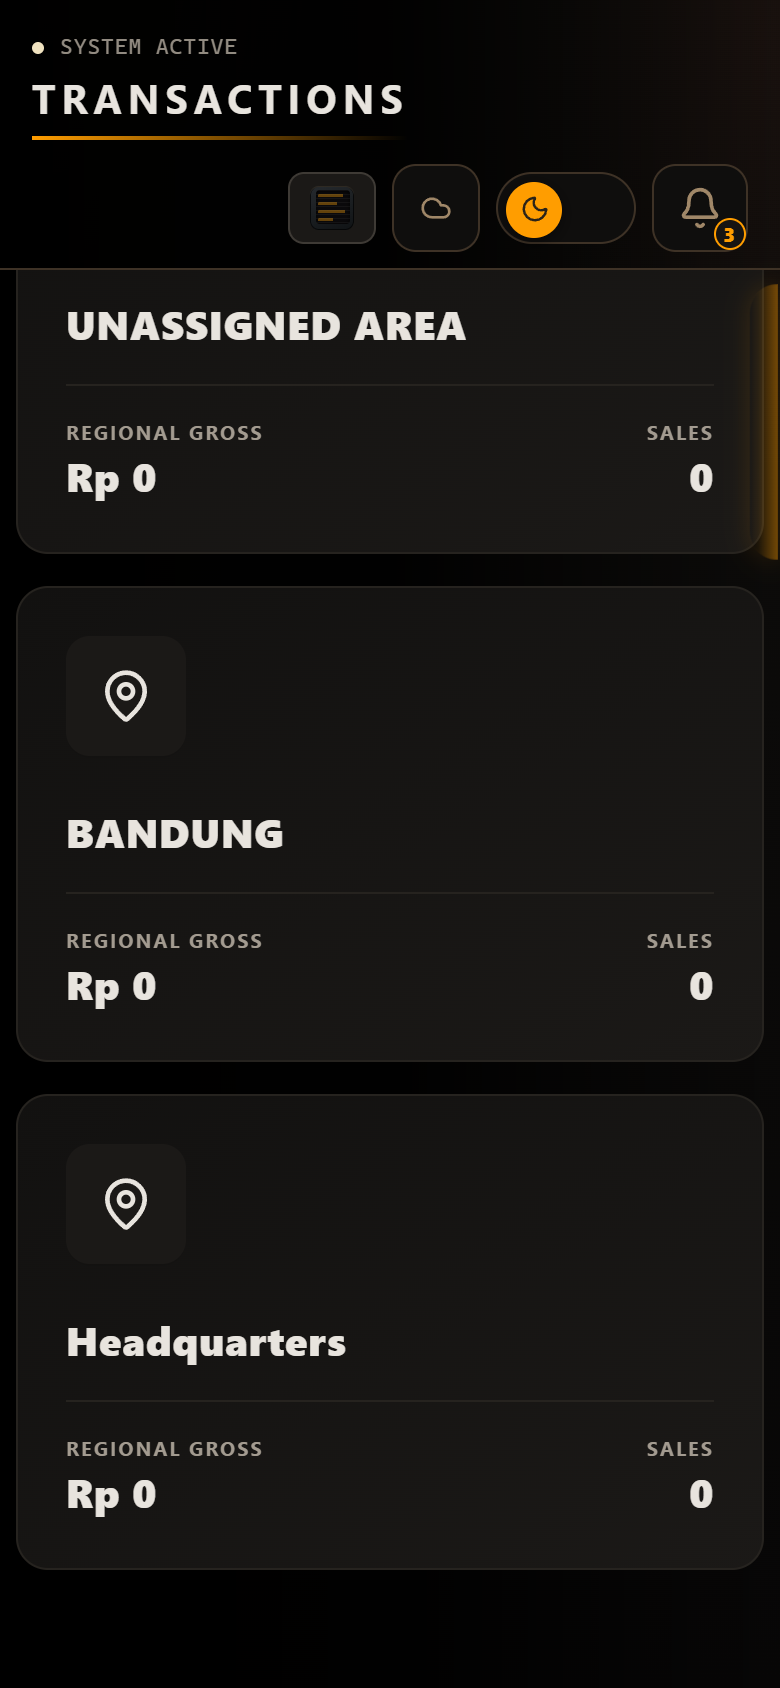 SYSTEM ACTIVE
TRANSACTIONS
3
UNASSIGNED AREA
REGIONAL GROSS SALES
Rp 0 0
BANDUNG
REGIONAL GROSS SALES
Rp 0 0
Headquarters
REGIONAL GROSS SALES
Rp 0 0